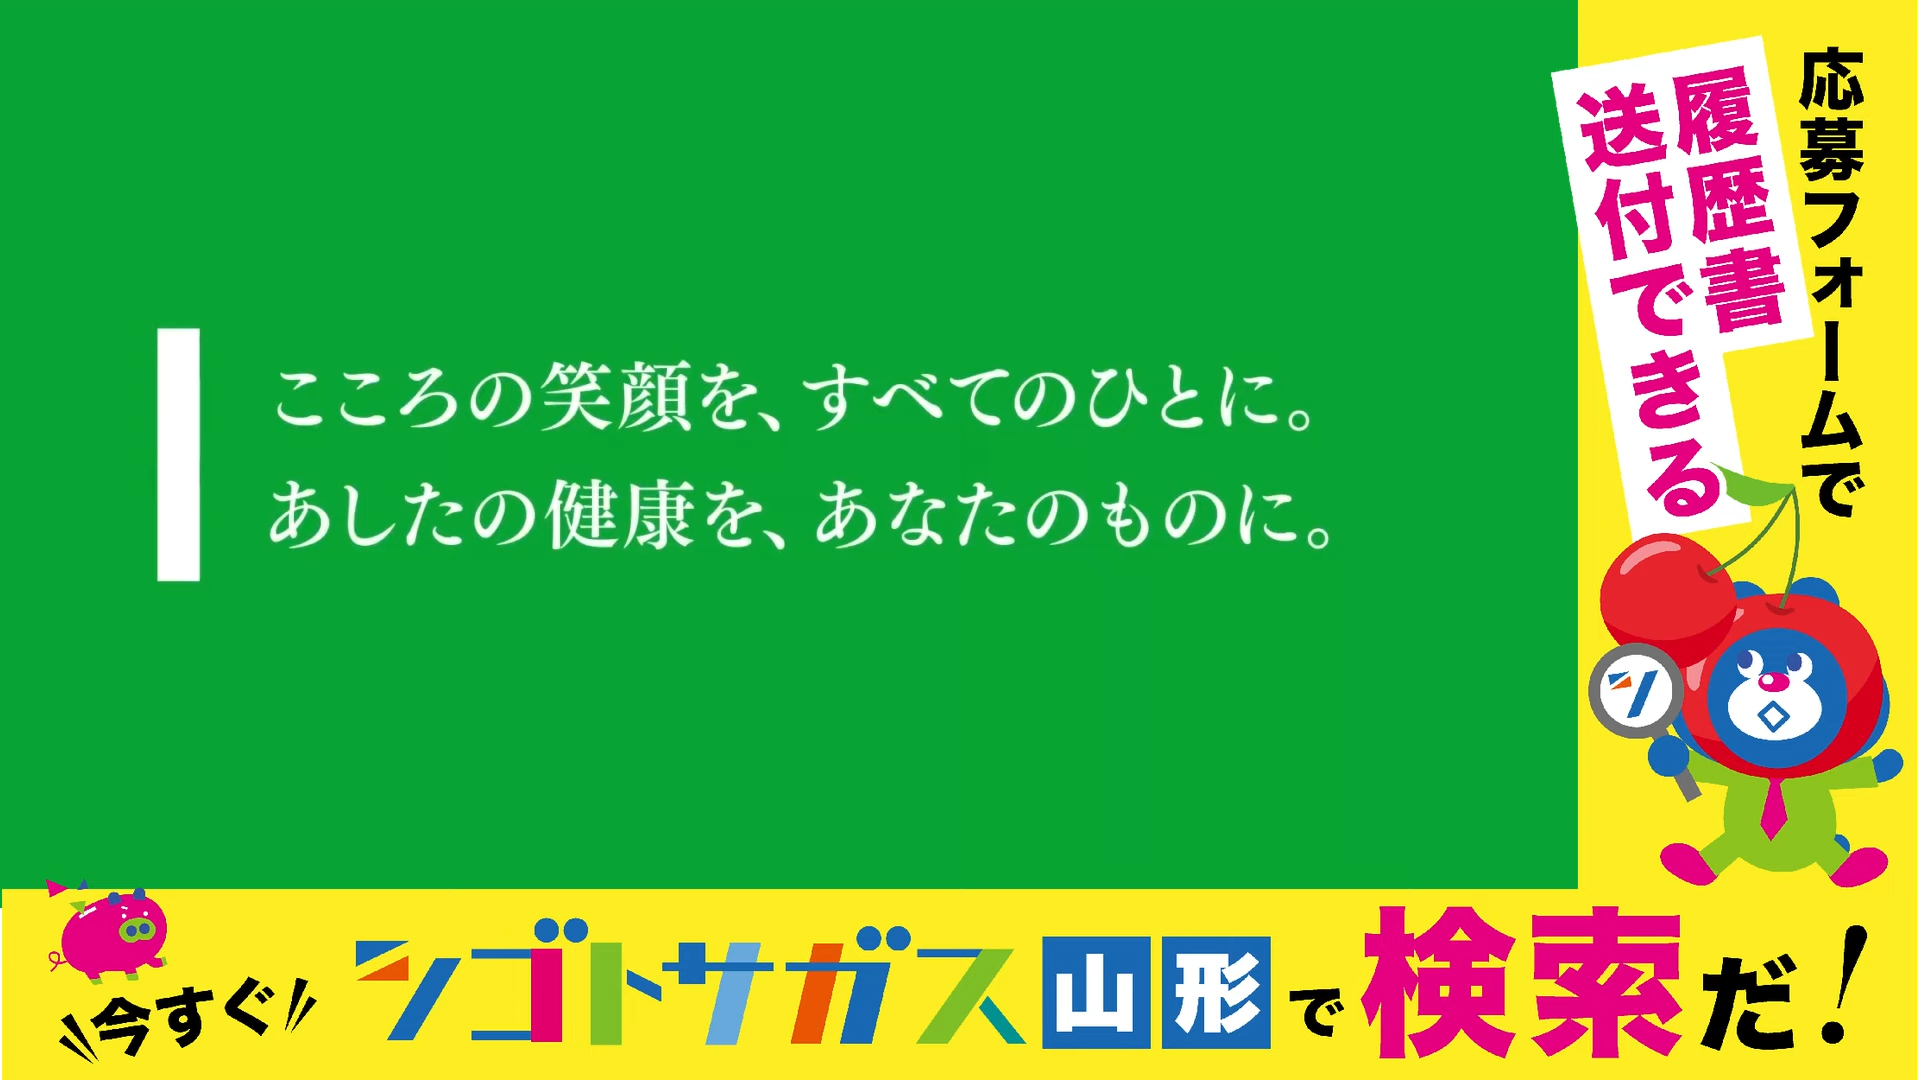 こころの笑顔を、すべてのひとに。
あしたの健康を、あなたのものに。
応募フォームで
履歴書
送付できる
今すぐ
シゴトサガス山形で検索だ!